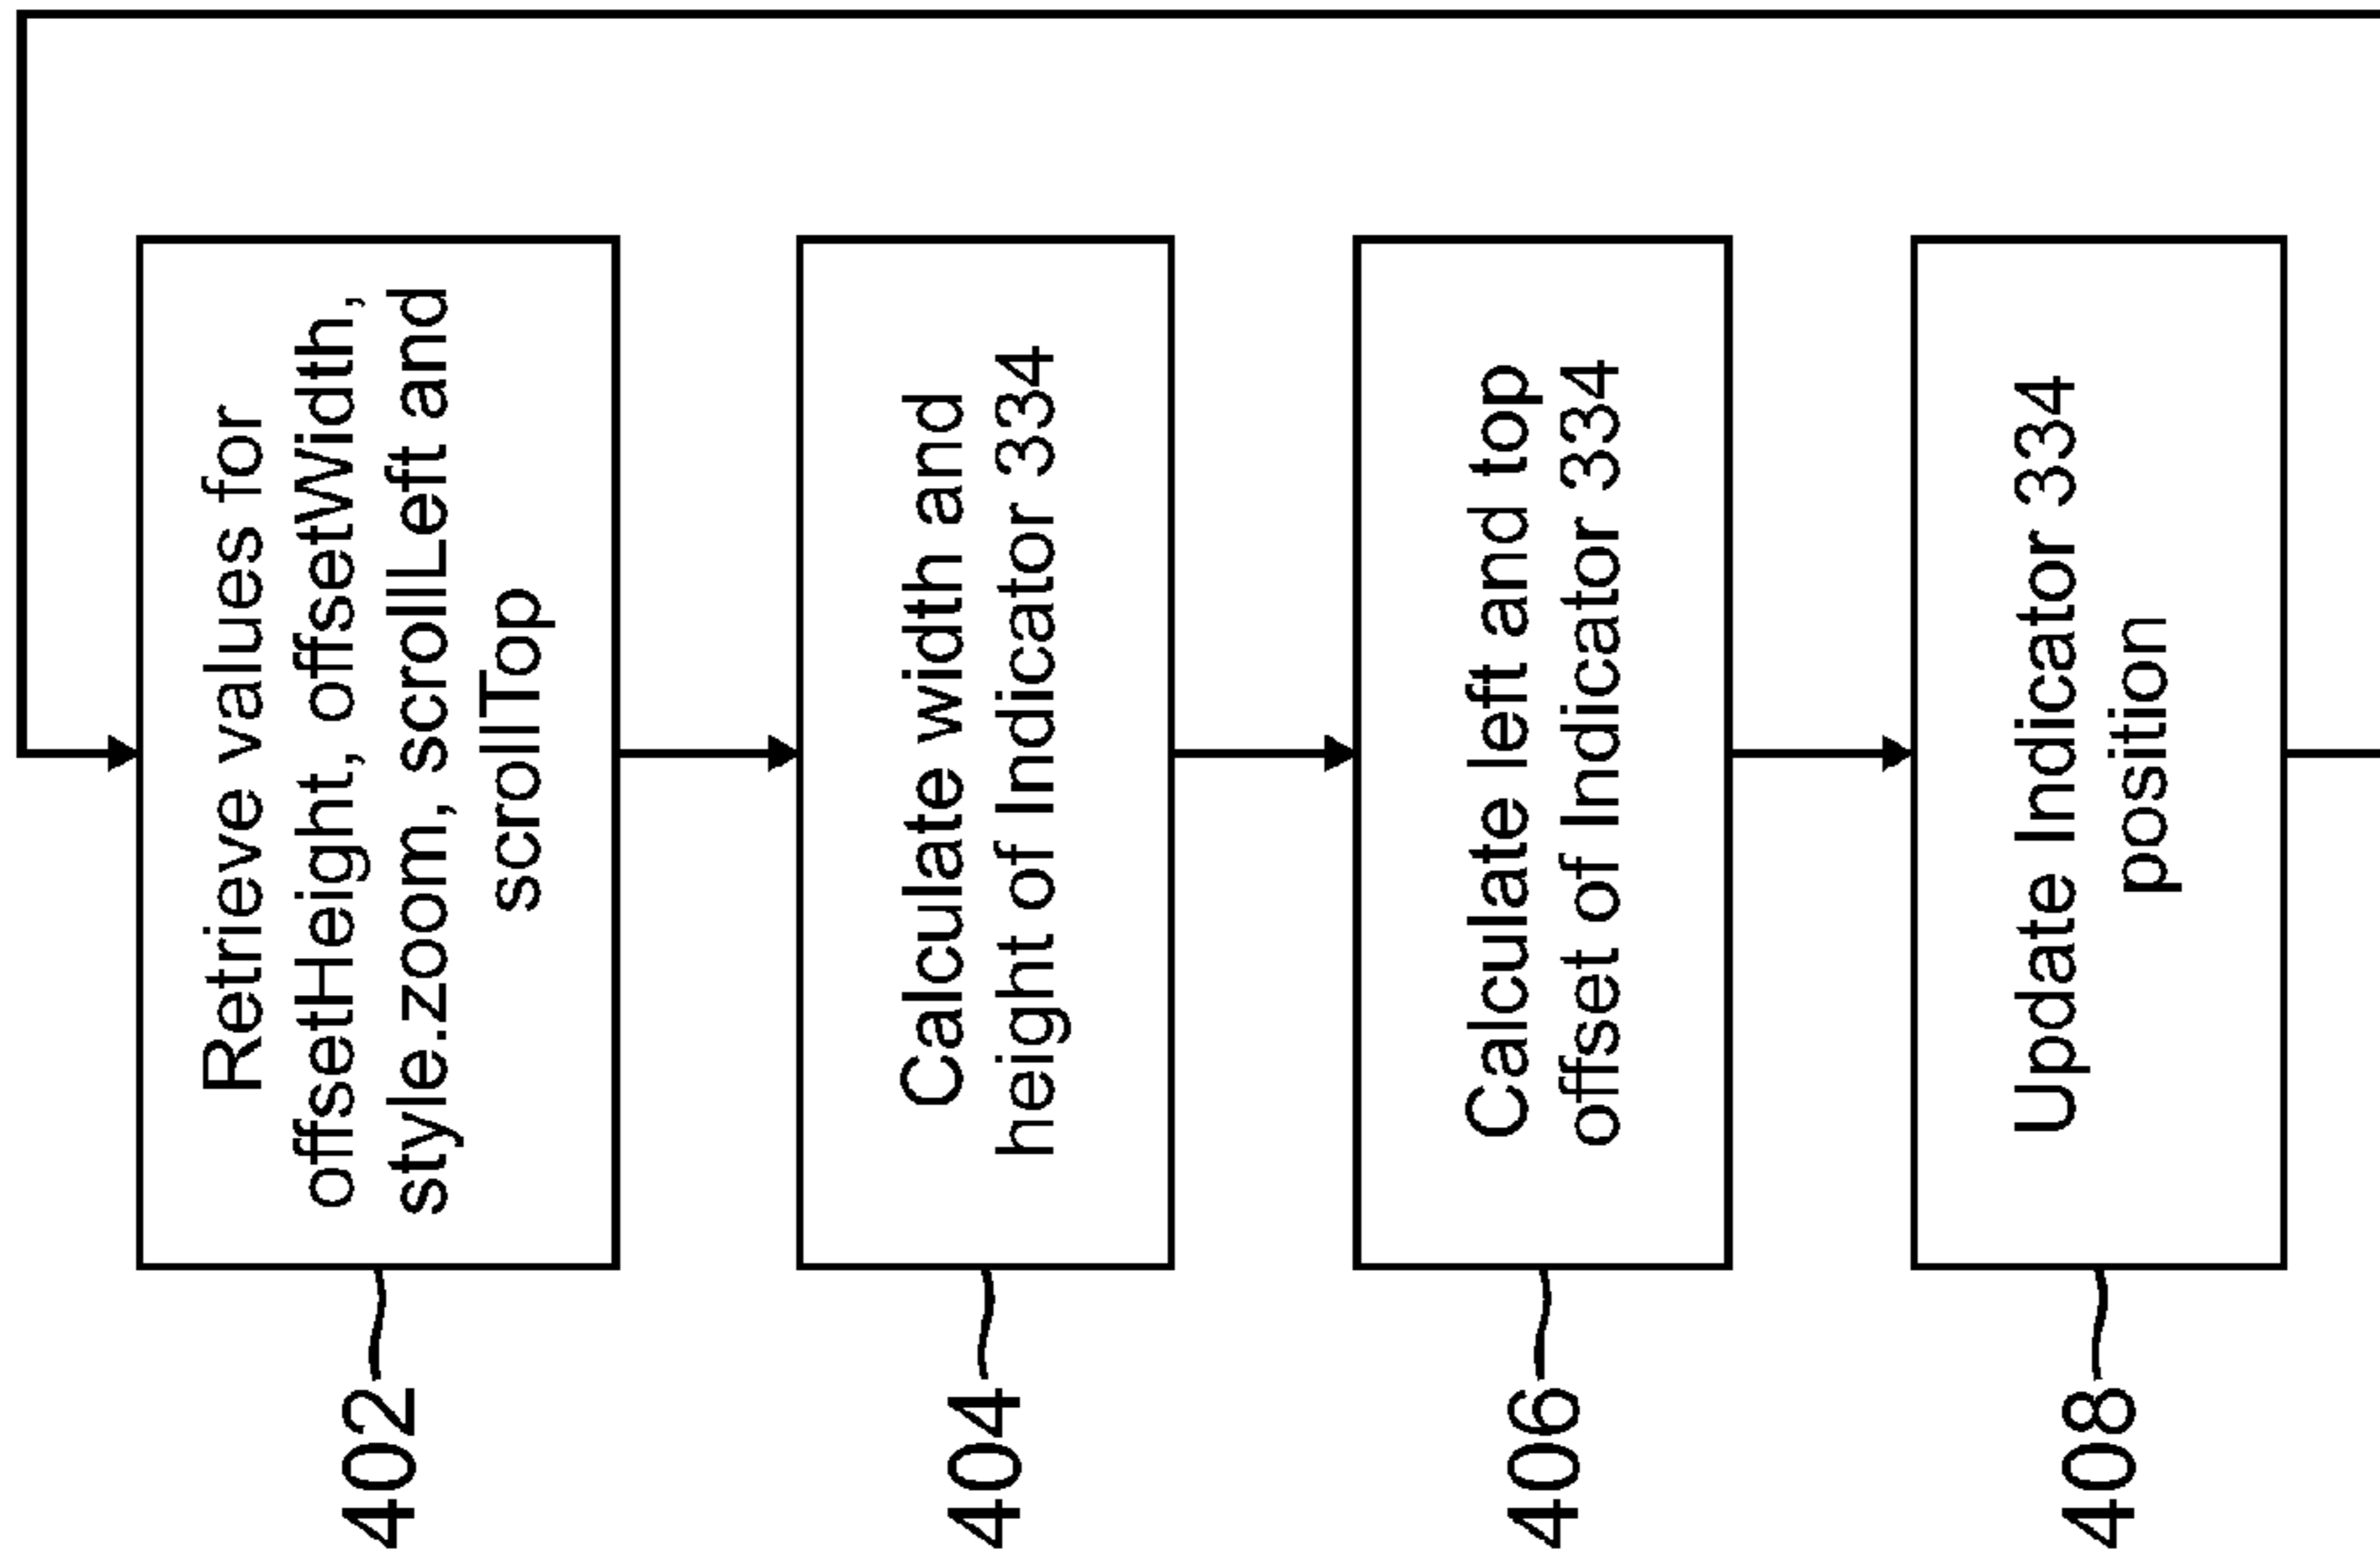 402
Retrieve values for
offsetHeight, offsetWidth,
style.zoom, scrollLeft and
scrollTop
404
Calculate width and
height of Indicator 334
406
Calculate left and top
offset of Indicator 334
408
Update Indicator 334
position